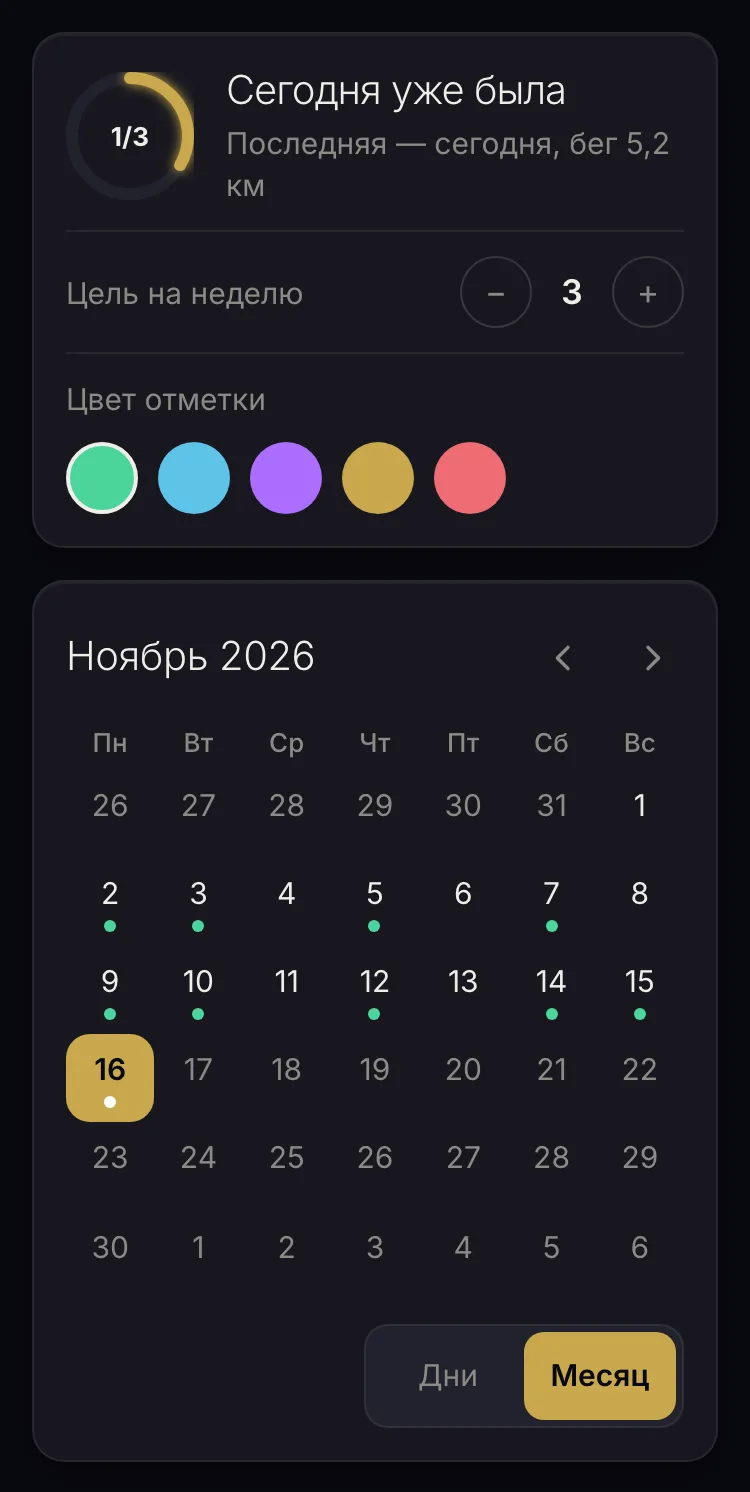 1/3
Сегодня уже была
Последняя — сегодня, бег 5,2
км
Цель на неделю − 3 +
Цвет отметки
Ноябрь 2026
Пн Вт Ср Чт Пт Сб Вс
26 27 28 29 30 31 1
2 3 4 5 6 7 8
9 10 11 12 13 14 15
16 17 18 19 20 21 22
23 24 25 26 27 28 29
30 1 2 3 4 5 6
Дни Месяц